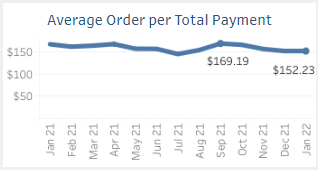 Average Order per Total Payment
$150
$100
$50
$169.19
$152.23
Jan 21
Feb 21
Mar 21
Apr 21
May 21
Jun 21
Jul 21
Aug 21
Sep 21
Oct 21
Nov 21
Dec 21
Jan 22